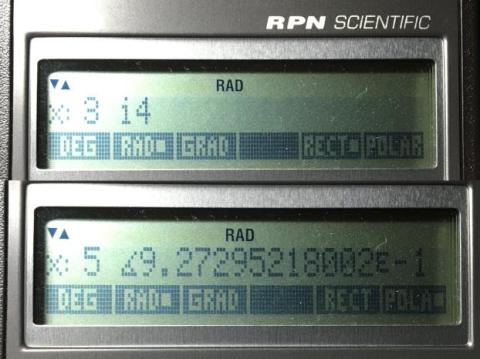 RPN SCIENTIFIC
▼▲ RAD
x: 3 i4
DEG RAD■ GRAD RECT■ POLAR
▼▲ RAD
x: 5 ∡9.27295218002ᴇ-1
DEG RAD■ GRAD RECT POLA■